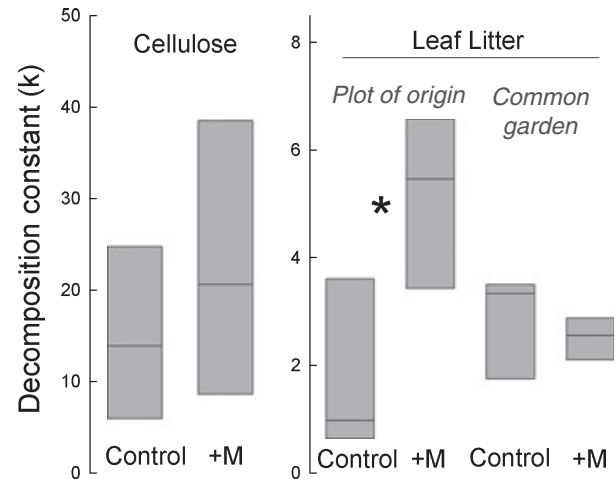 Decomposition constant (k)
50
40
30
20
10
0
Cellulose
Control +M
8
6
4
2
0
Leaf Litter
Plot of origin
Common
garden
*
Control +M Control +M